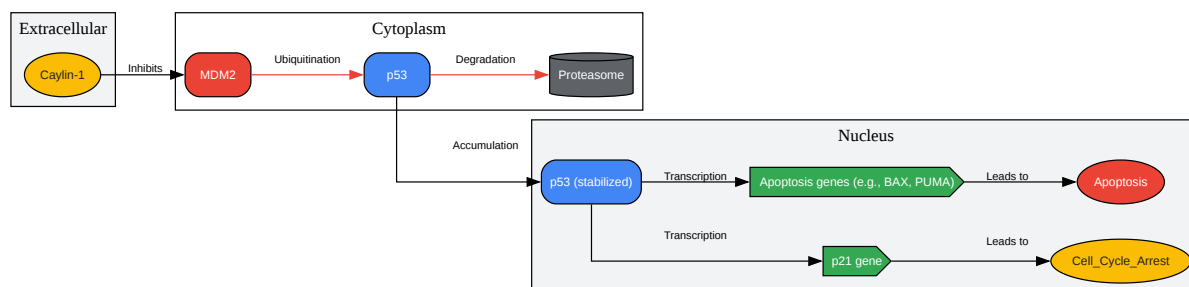 Extracellular
Cytoplasm
Caylin-1
Inhibits
MDM2
Ubiquitination
p53
Degradation
Proteasome
Accumulation
Nucleus
p53 (stabilized)
Transcription
Apoptosis genes (e.g., BAX, PUMA)
Leads to
Apoptosis
Transcription
p21 gene
Leads to
Cell_Cycle_Arrest